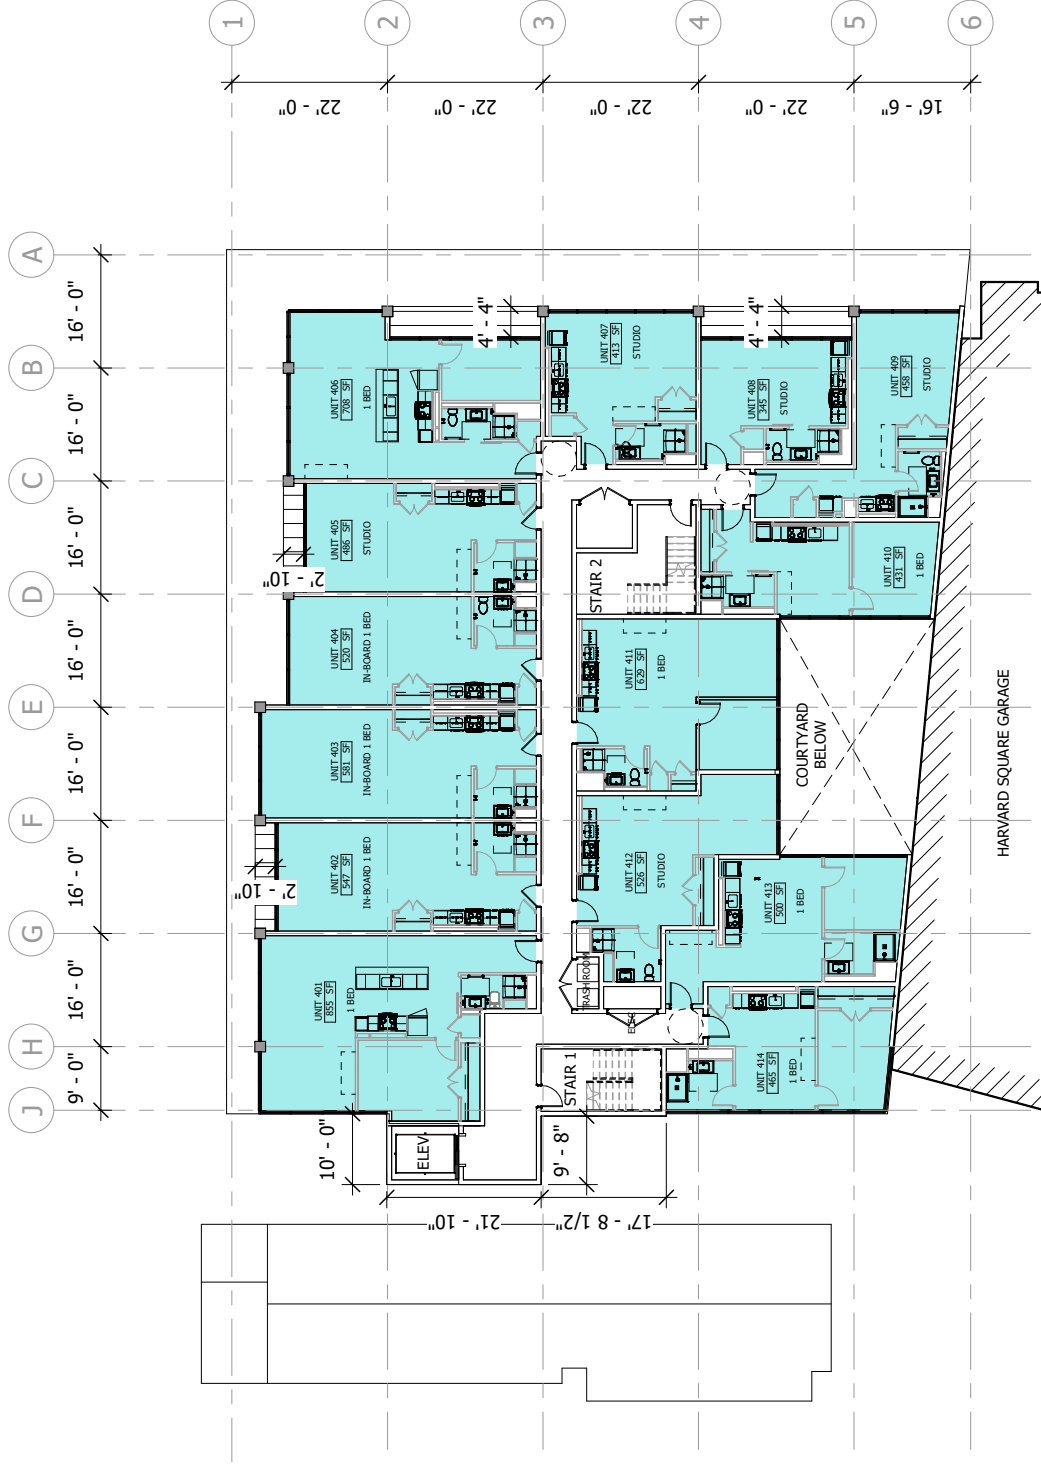 1
2
3
4
5
6
22' - 0"
22' - 0"
22' - 0"
22' - 0"
16' - 6"
A
B
C
D
E
F
G
H
J
16' - 0"
16' - 0"
16' - 0"
16' - 0"
16' - 0"
16' - 0"
16' - 0"
9' - 0"
UNIT 406
708 SF
1 BED
4' - 4"
UNIT 407
413 SF
STUDIO
4' - 4"
UNIT 408
345 SF
STUDIO
UNIT 409
458 SF
STUDIO
UNIT 405
486 SF
STUDIO
2' - 10"
UNIT 404
520 SF
IN-BOARD 1 BED
STAIR 2
UNIT 410
431 SF
1 BED
UNIT 411
629 SF
1 BED
UNIT 403
581 SF
IN-BOARD 1 BED
COURTYARD
BELOW
HARVARD SQUARE GARAGE
2' - 10"
UNIT 402
547 SF
IN-BOARD 1 BED
UNIT 412
526 SF
STUDIO
UNIT 413
500 SF
1 BED
UNIT 401
855 SF
1 BED
TRASH ROOM
UNIT 414
465 SF
1 BED
STAIR 1
ELEV.
10' - 0"
9' - 8"
21' - 10"
17' - 8 1/2"